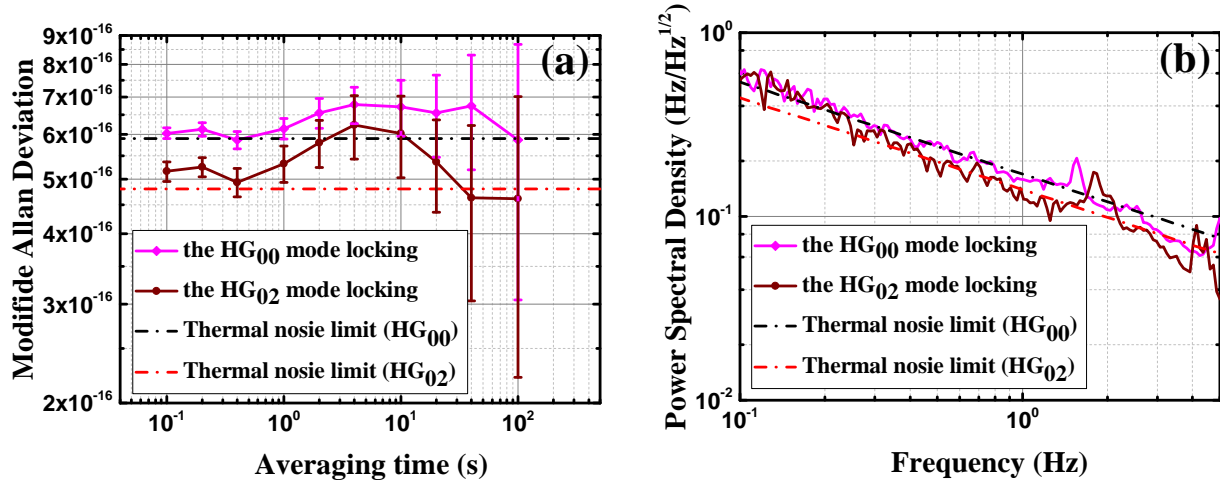 (a)
9x10-16
8x10-16
7x10-16
6x10-16
5x10-16
4x10-16
3x10-16
2x10-16
Modifide Allan Deviation
the HG00 mode locking
the HG02 mode locking
Thermal nosie limit (HG00)
Thermal nosie limit (HG02)
10-1
100
101
102
Averaging time (s)
(b)
100
10-1
10-2
Power Spectral Density (Hz/Hz1/2)
the HG00 mode locking
the HG02 mode locking
Thermal nosie limit (HG00)
Thermal nosie limit (HG02)
10-1
100
Frequency (Hz)